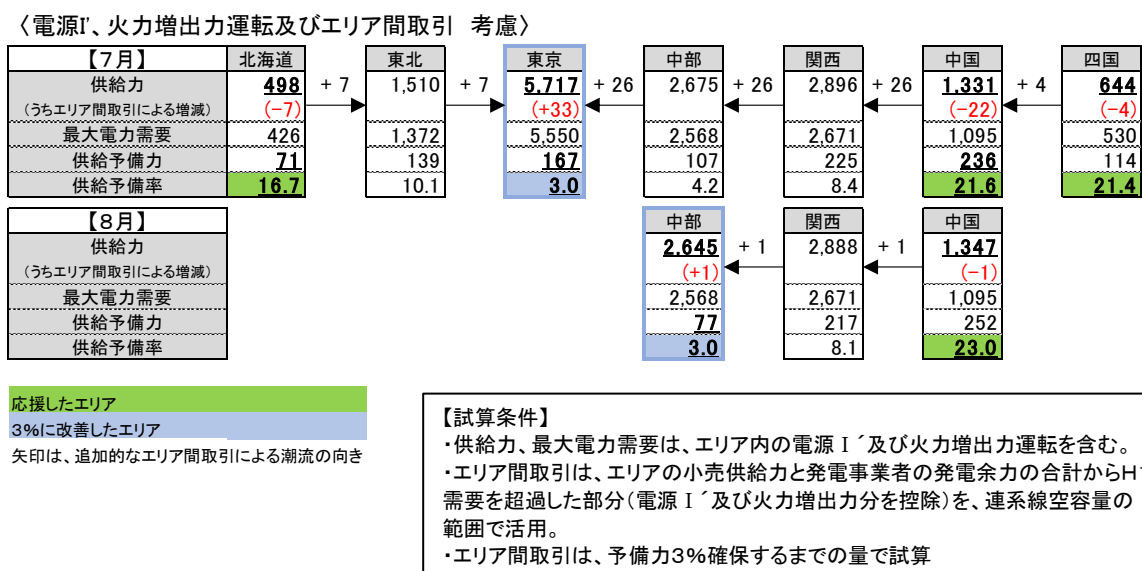 〈電源I'、火力増出力運転及びエリア間取引 考慮〉
【7月】 北海道 東北 東京 中部 関西 中国 四国
供給力 498 + 7 1,510 + 7 5,717 + 26 2,675 + 26 2,896 + 26 1,331 + 4 644
(うちエリア間取引による増減) (-7) (+33) (-22) (-4)
最大電力需要 426 1,372 5,550 2,568 2,671 1,095 530
供給予備力 71 139 167 107 225 236 114
供給予備率 16.7 10.1 3.0 4.2 8.4 21.6 21.4
【8月】 中部 関西 中国
供給力 2,645 + 1 2,888 + 1 1,347
(うちエリア間取引による増減) (+1) (-1)
最大電力需要 2,568 2,671 1,095
供給予備力 77 217 252
供給予備率 3.0 8.1 23.0
応援したエリア
3%に改善したエリア
矢印は、追加的なエリア間取引による潮流の向き
【試算条件】
・供給力、最大電力需要は、エリア内の電源Ⅰ´及び火力増出力運転を含む。
・エリア間取引は、エリアの小売供給力と発電事業者の発電余力の合計からH1
需要を超過した部分(電源Ⅰ´及び火力増出力分を控除)を、連系線空容量の
範囲で活用。
・エリア間取引は、予備力3%確保するまでの量で試算